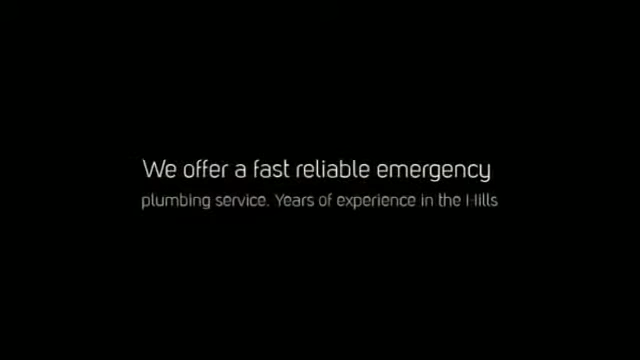 We offer a fast reliable emergency
plumbing service. Years of experience in the Hills